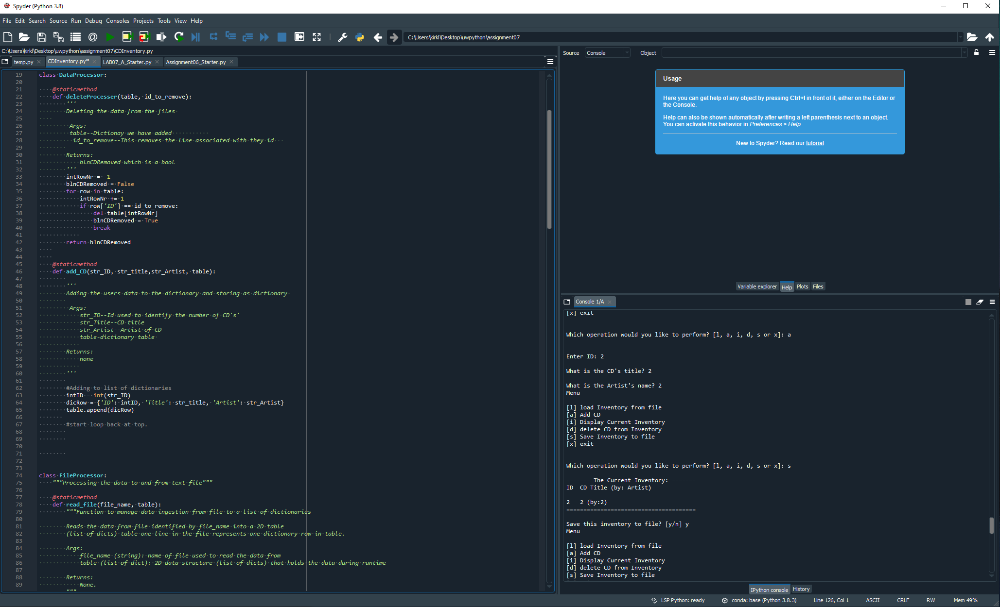 Spyder (Python 3.8)
File Edit Search Source Run Debug Consoles Projects Tools View Help
C:\Users\kirkl\Desktop\uwpython\assignment07
C:\Users\kirkl\Desktop\uwpython\assignment07\CDInventory.py
temp.py CDInventory.py* LAB07_A_Starter.py Assignment06_Starter.py
19 class DataProcessor:
20
21 @staticmethod
22 def deleteProcesser(table, id_to_remove):
23 '''
24 Deleting the data from the files
25
26 Args:
27 table--Dictionay we have added
28 id_to_remove--This removes the line associated with they id
29
30 Returns:
31 blnCDRemoved which is a bool
32 '''
33 intRowNr = -1
34 blnCDRemoved = False
35 for row in table:
36 intRowNr += 1
37 if row['ID'] == id_to_remove:
38 del table[intRowNr]
39 blnCDRemoved = True
40 break
41
42 return blnCDRemoved
43
44
45 @staticmethod
46 def add_CD(str_ID, str_title,str_Artist, table):
47
48 '''
49 Adding the users data to the dictionary and storing as dictionary
50
51 Args:
52 str_ID--Id used to identify the number of CD's'
53 str_Title--CD title
54 str_Artist--Artist of CD
55 table-dictionary table
56
57 Returns:
58 none
59
60 '''
61
62 #Adding to list of dictionaries
63 intID = int(str_ID)
64 dicRow = {'ID': intID, 'Title': str_title, 'Artist': str_Artist}
65 table.append(dicRow)
66
67 #start loop back at top.
68
69
70
71
72
73
74 class FileProcessor:
75 """Processing the data to and from text file"""
76
77 @staticmethod
78 def read_file(file_name, table):
79 """Function to manage data ingestion from file to a list of dictionaries
80
81 Reads the data from file identified by file_name into a 2D table
82 (list of dicts) table one line in the file represents one dictionary row in table.
83
84 Args:
85 file_name (string): name of file used to read the data from
86 table (list of dict): 2D data structure (list of dicts) that holds the data during runtime
87
88 Returns:
89 None.
"""
Source Console Object
Usage
Here you can get help of any object by pressing Ctrl+I in front of it, either on the Editor or
the Console.
Help can also be shown automatically after writing a left parenthesis next to an object.
You can activate this behavior in Preferences > Help.
New to Spyder? Read our tutorial
Variable explorer Help Plots Files
Console 1/A
[x] exit
Which operation would you like to perform? [l, a, i, d, s or x]: a
Enter ID: 2
What is the CD's title? 2
What is the Artist's name? 2
Menu
[l] load Inventory from file
[a] Add CD
[i] Display Current Inventory
[d] delete CD from Inventory
[s] Save Inventory to file
[x] exit
Which operation would you like to perform? [l, a, i, d, s or x]: s
======= The Current Inventory: =======
ID CD Title (by: Artist)
2 2 (by:2)
======================================
Save this inventory to file? [y/n] y
Menu
[l] load Inventory from file
[a] Add CD
[i] Display Current Inventory
[d] delete CD from Inventory
[s] Save Inventory to file
IPython console History
LSP Python: ready conda: base (Python 3.8.3) Line 126, Col 1 ASCII CRLF RW Mem 49%